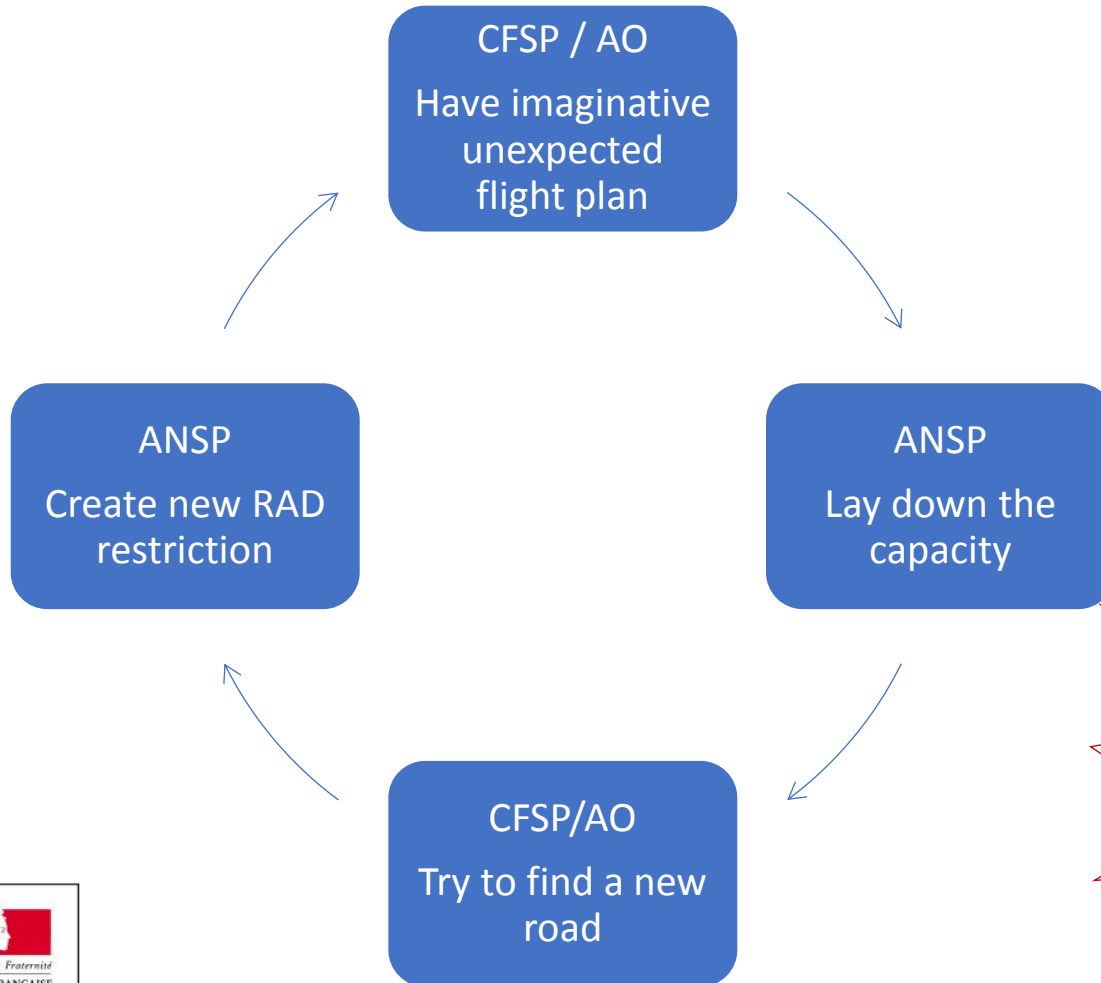 CFSP / AO
Have imaginative
unexpected
flight plan
ANSP
Create new RAD
restriction
ANSP
Lay down the
capacity
CFSP/AO
Try to find a new
road
Fraternité